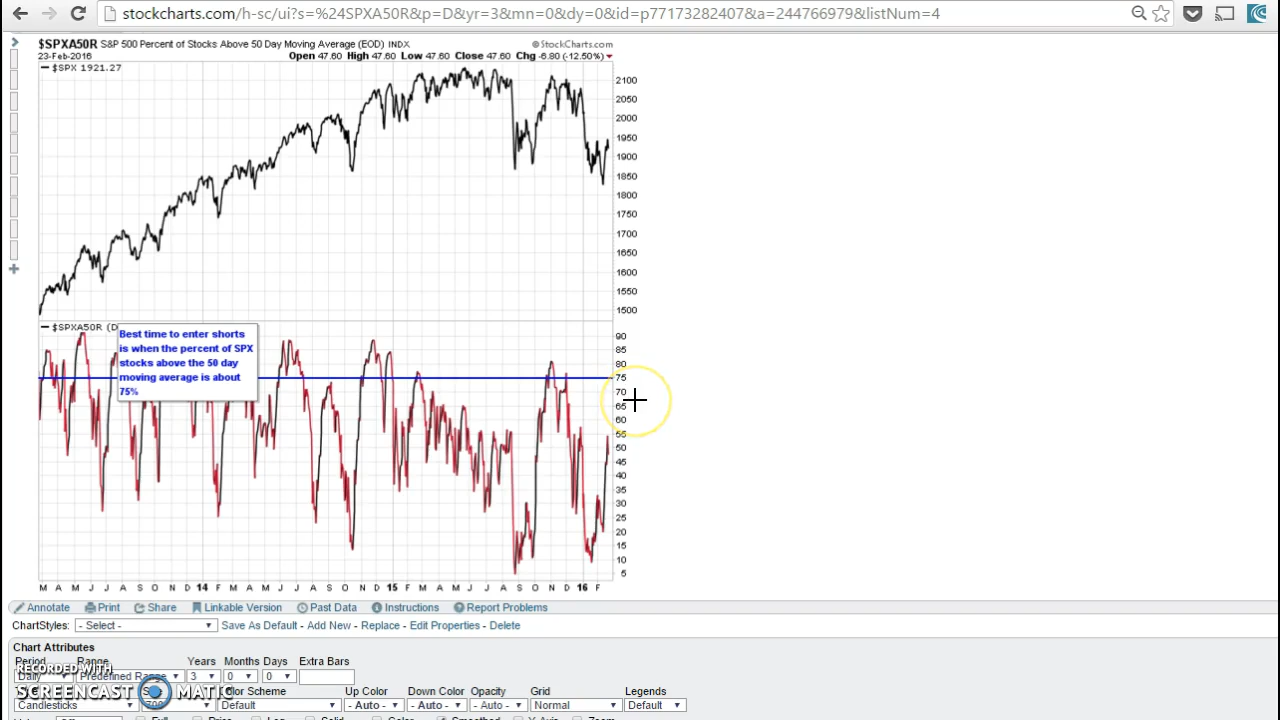 stockcharts.com/h-sc/ui?s=%24SPXA50R&p=D&yr=3&mn=0&dy=0&id=p77173282407&a=244766979&listNum=4
$SPXA50R S&P 500 Percent of Stocks Above 50 Day Moving Average (EOD) INDX
© StockCharts.com
23-Feb-2016 Open 47.60 High 47.60 Low 47.60 Close 47.60 Chg -6.80 (-12.50%)
$SPX 1921.27
2100
2050
2000
1950
1900
1850
1800
1750
1700
1650
1600
1550
1500
$SPXA50R (D
Best time to enter shorts
is when the percent of SPX
stocks above the 50 day
moving average is about
75%
90
85
80
75
70
65
60
55
50
45
40
35
30
25
20
15
10
5
M A M J J A S O N D 14 F M A M J J A S O N D 15 F M A M J J A S O N D 16 F
Annotate Print Share Linkable Version Past Data Instructions Report Problems
ChartStyles: - Select - Save As Default - Add New - Replace - Edit Properties - Delete
Chart Attributes
Period Range Years Months Days Extra Bars
Daily Predefined Range 3 0 0
RECORDED WITH
SCREENCAST MATIC
Color Scheme Up Color Down Color Opacity Grid Legends
Candlesticks 700 Default - Auto - - Auto - - Auto - Normal Default